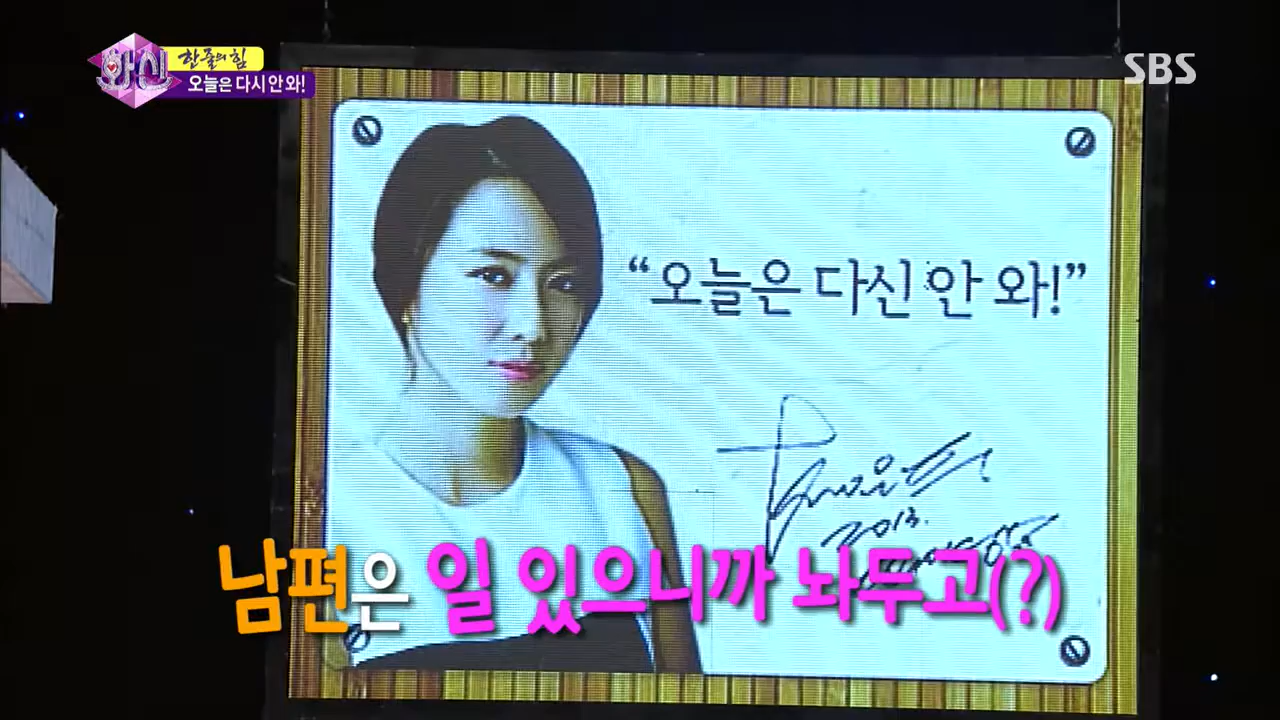 화신
한 줄의 힘
오늘은 다시 안 와!
SBS
“오늘은 다신 안 와!”
2013.
남편은 일 있으니까 놔두고(?)